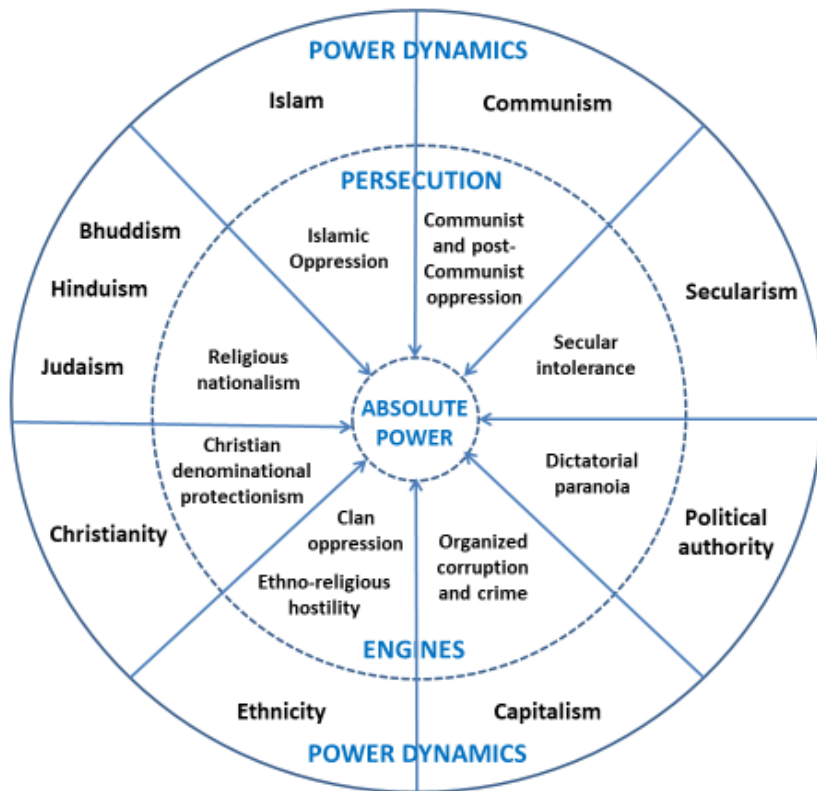 POWER DYNAMICS
Islam
Communism
PERSECUTION
Bhuddism
Hinduism
Judaism
Islamic
Oppression
Communist
and post-
Communist
oppression
Secularism
Religious
nationalism
Secular
intolerance
ABSOLUTE
POWER
Christian
denominational
protectionism
Dictatorial
paranoia
Christianity
Clan
oppression
Ethno-religious
hostility
Organized
corruption
and crime
Political
authority
ENGINES
Ethnicity
Capitalism
POWER DYNAMICS